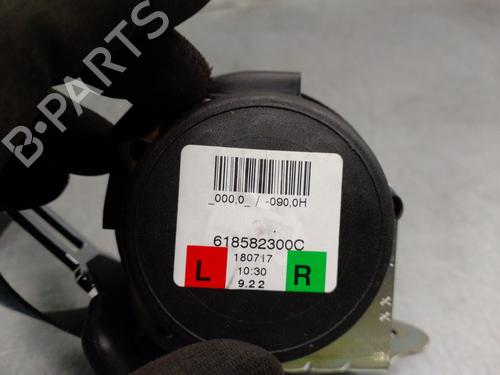 B-PARTS
_000,0_ / -090,0H
618582300C
180717
L
10:30
R
9.22